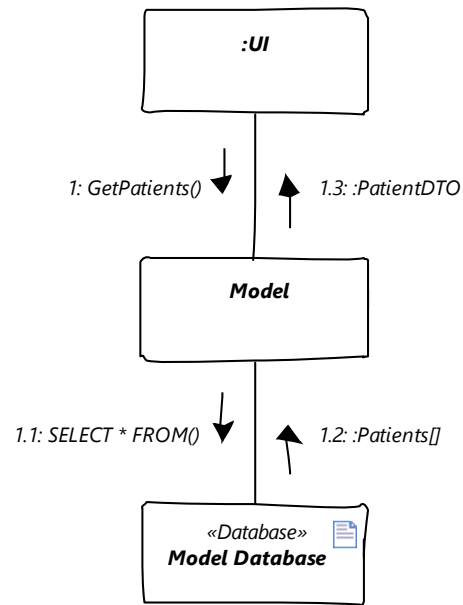 :UI
1: GetPatients()
1.3: :PatientDTO
Model
1.1: SELECT * FROM()
1.2: :Patients[]
«Database»
Model Database